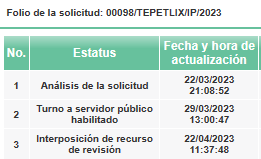 Folio de la solicitud: 00098/TEPETLIX/IP/2023
No. Estatus Fecha y hora de
actualización
1 Análisis de la solicitud 22/03/2023
21:08:52
2 Turno a servidor público
habilitado 29/03/2023
13:00:47
3 Interposición de recurso
de revisión 22/04/2023
11:37:48